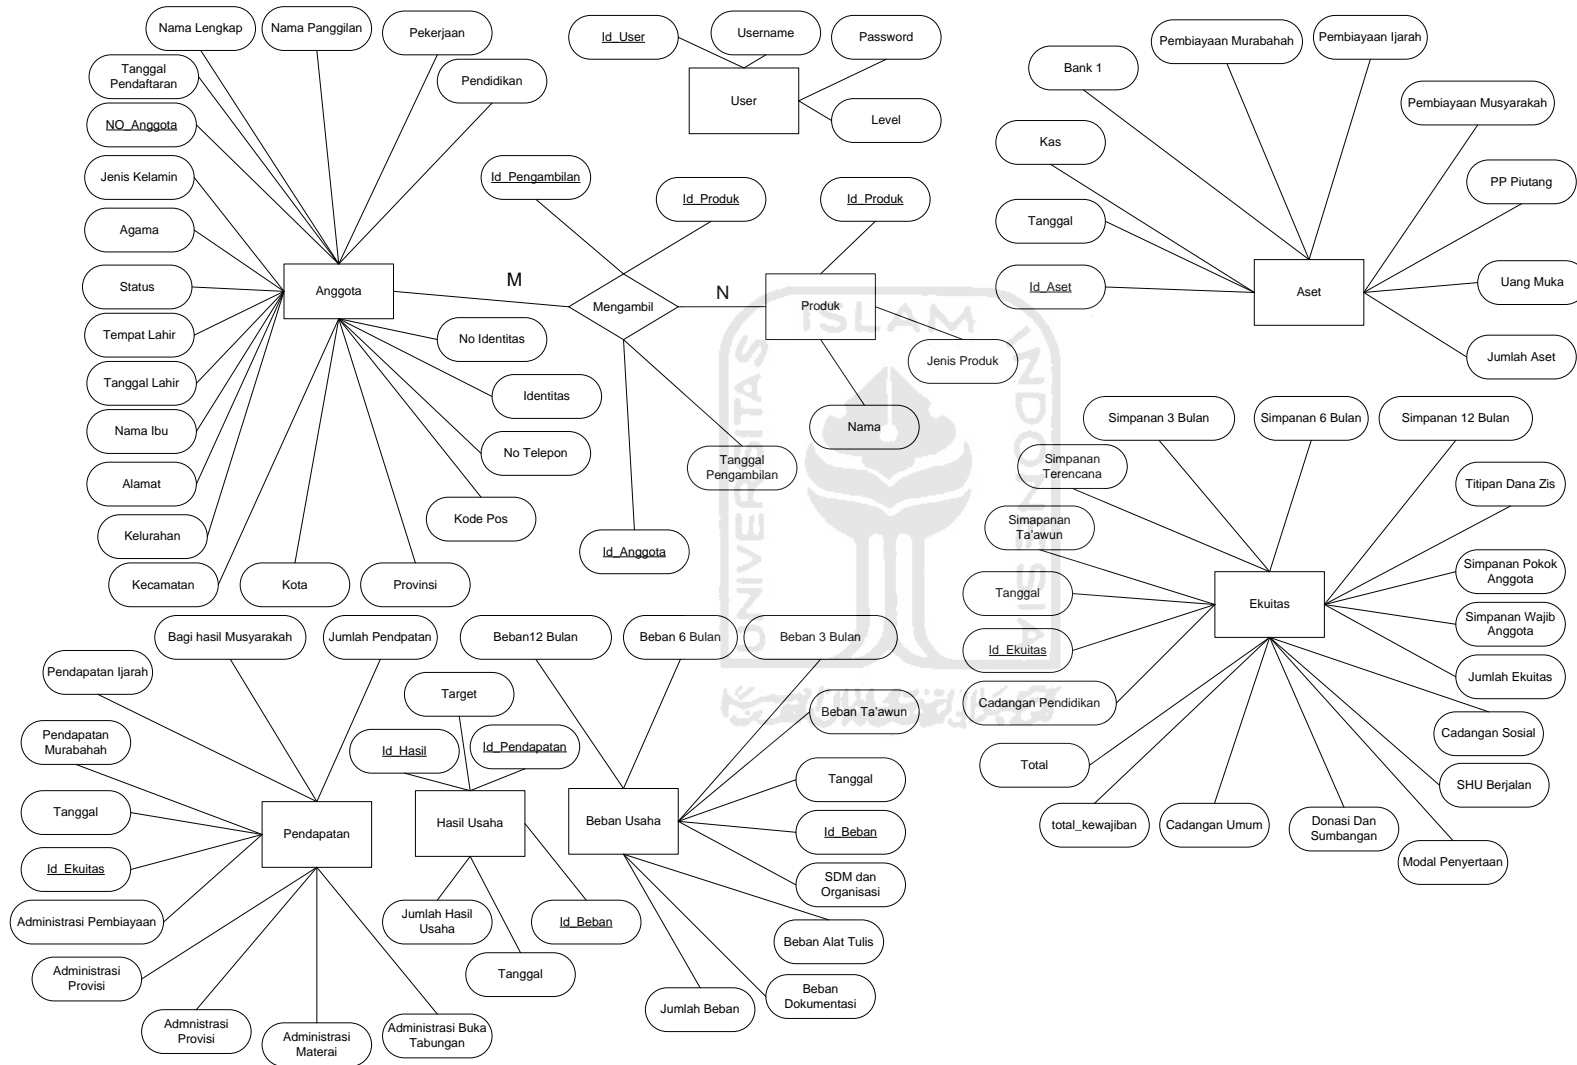 Nama Lengkap
Nama Panggilan
Pekerjaan
Tanggal
Pendaftaran
Pendidikan
NO_Anggota
Jenis Kelamin
Agama
Status
Tempat Lahir
Tanggal Lahir
Nama Ibu
Alamat
Kelurahan
Kecamatan
Kota
Provinsi
Kode Pos
No Telepon
Identitas
No Identitas
Anggota
M
Id_Pengambilan
Id_Produk
Mengambil
N
Tanggal
Pengambilan
Id_Anggota
Id_User
Username
Password
Level
User
Id_Produk
Produk
Jenis Produk
Nama
Bank 1
Pembiayaan Murabahah
Pembiayaan Ijarah
Pembiayaan Musyarakah
Kas
PP Piutang
Tanggal
Id_Aset
Uang Muka
Aset
Jumlah Aset
Simpanan 3 Bulan
Simpanan 6 Bulan
Simpanan 12 Bulan
Simpanan
Terencana
Titipan Dana Zis
Simapanan
Ta'awun
Simpanan Pokok
Anggota
Tanggal
Ekuitas
Simpanan Wajib
Anggota
Id_Ekuitas
Jumlah Ekuitas
Cadangan Pendidikan
Cadangan Sosial
Total
SHU Berjalan
total_kewajiban
Cadangan Umum
Donasi Dan
Sumbangan
Modal Penyertaan
Bagi hasil Musyarakah
Jumlah Pendpatan
Pendapatan Ijarah
Pendapatan
Murabahah
Tanggal
Id_Ekuitas
Pendapatan
Administrasi Pembiayaan
Administrasi
Provisi
Admnistrasi
Provisi
Administrasi
Materai
Administrasi Buka
Tabungan
Target
Id_Hasil
Id_Pendapatan
Hasil Usaha
Jumlah Hasil
Usaha
Tanggal
Id_Beban
Beban12 Bulan
Beban 6 Bulan
Beban 3 Bulan
Beban Ta'awun
Tanggal
Beban Usaha
Id_Beban
SDM dan
Organisasi
Beban Alat Tulis
Beban
Dokumentasi
Jumlah Beban
UNIVERSITAS
ISLAM
INDONESIA